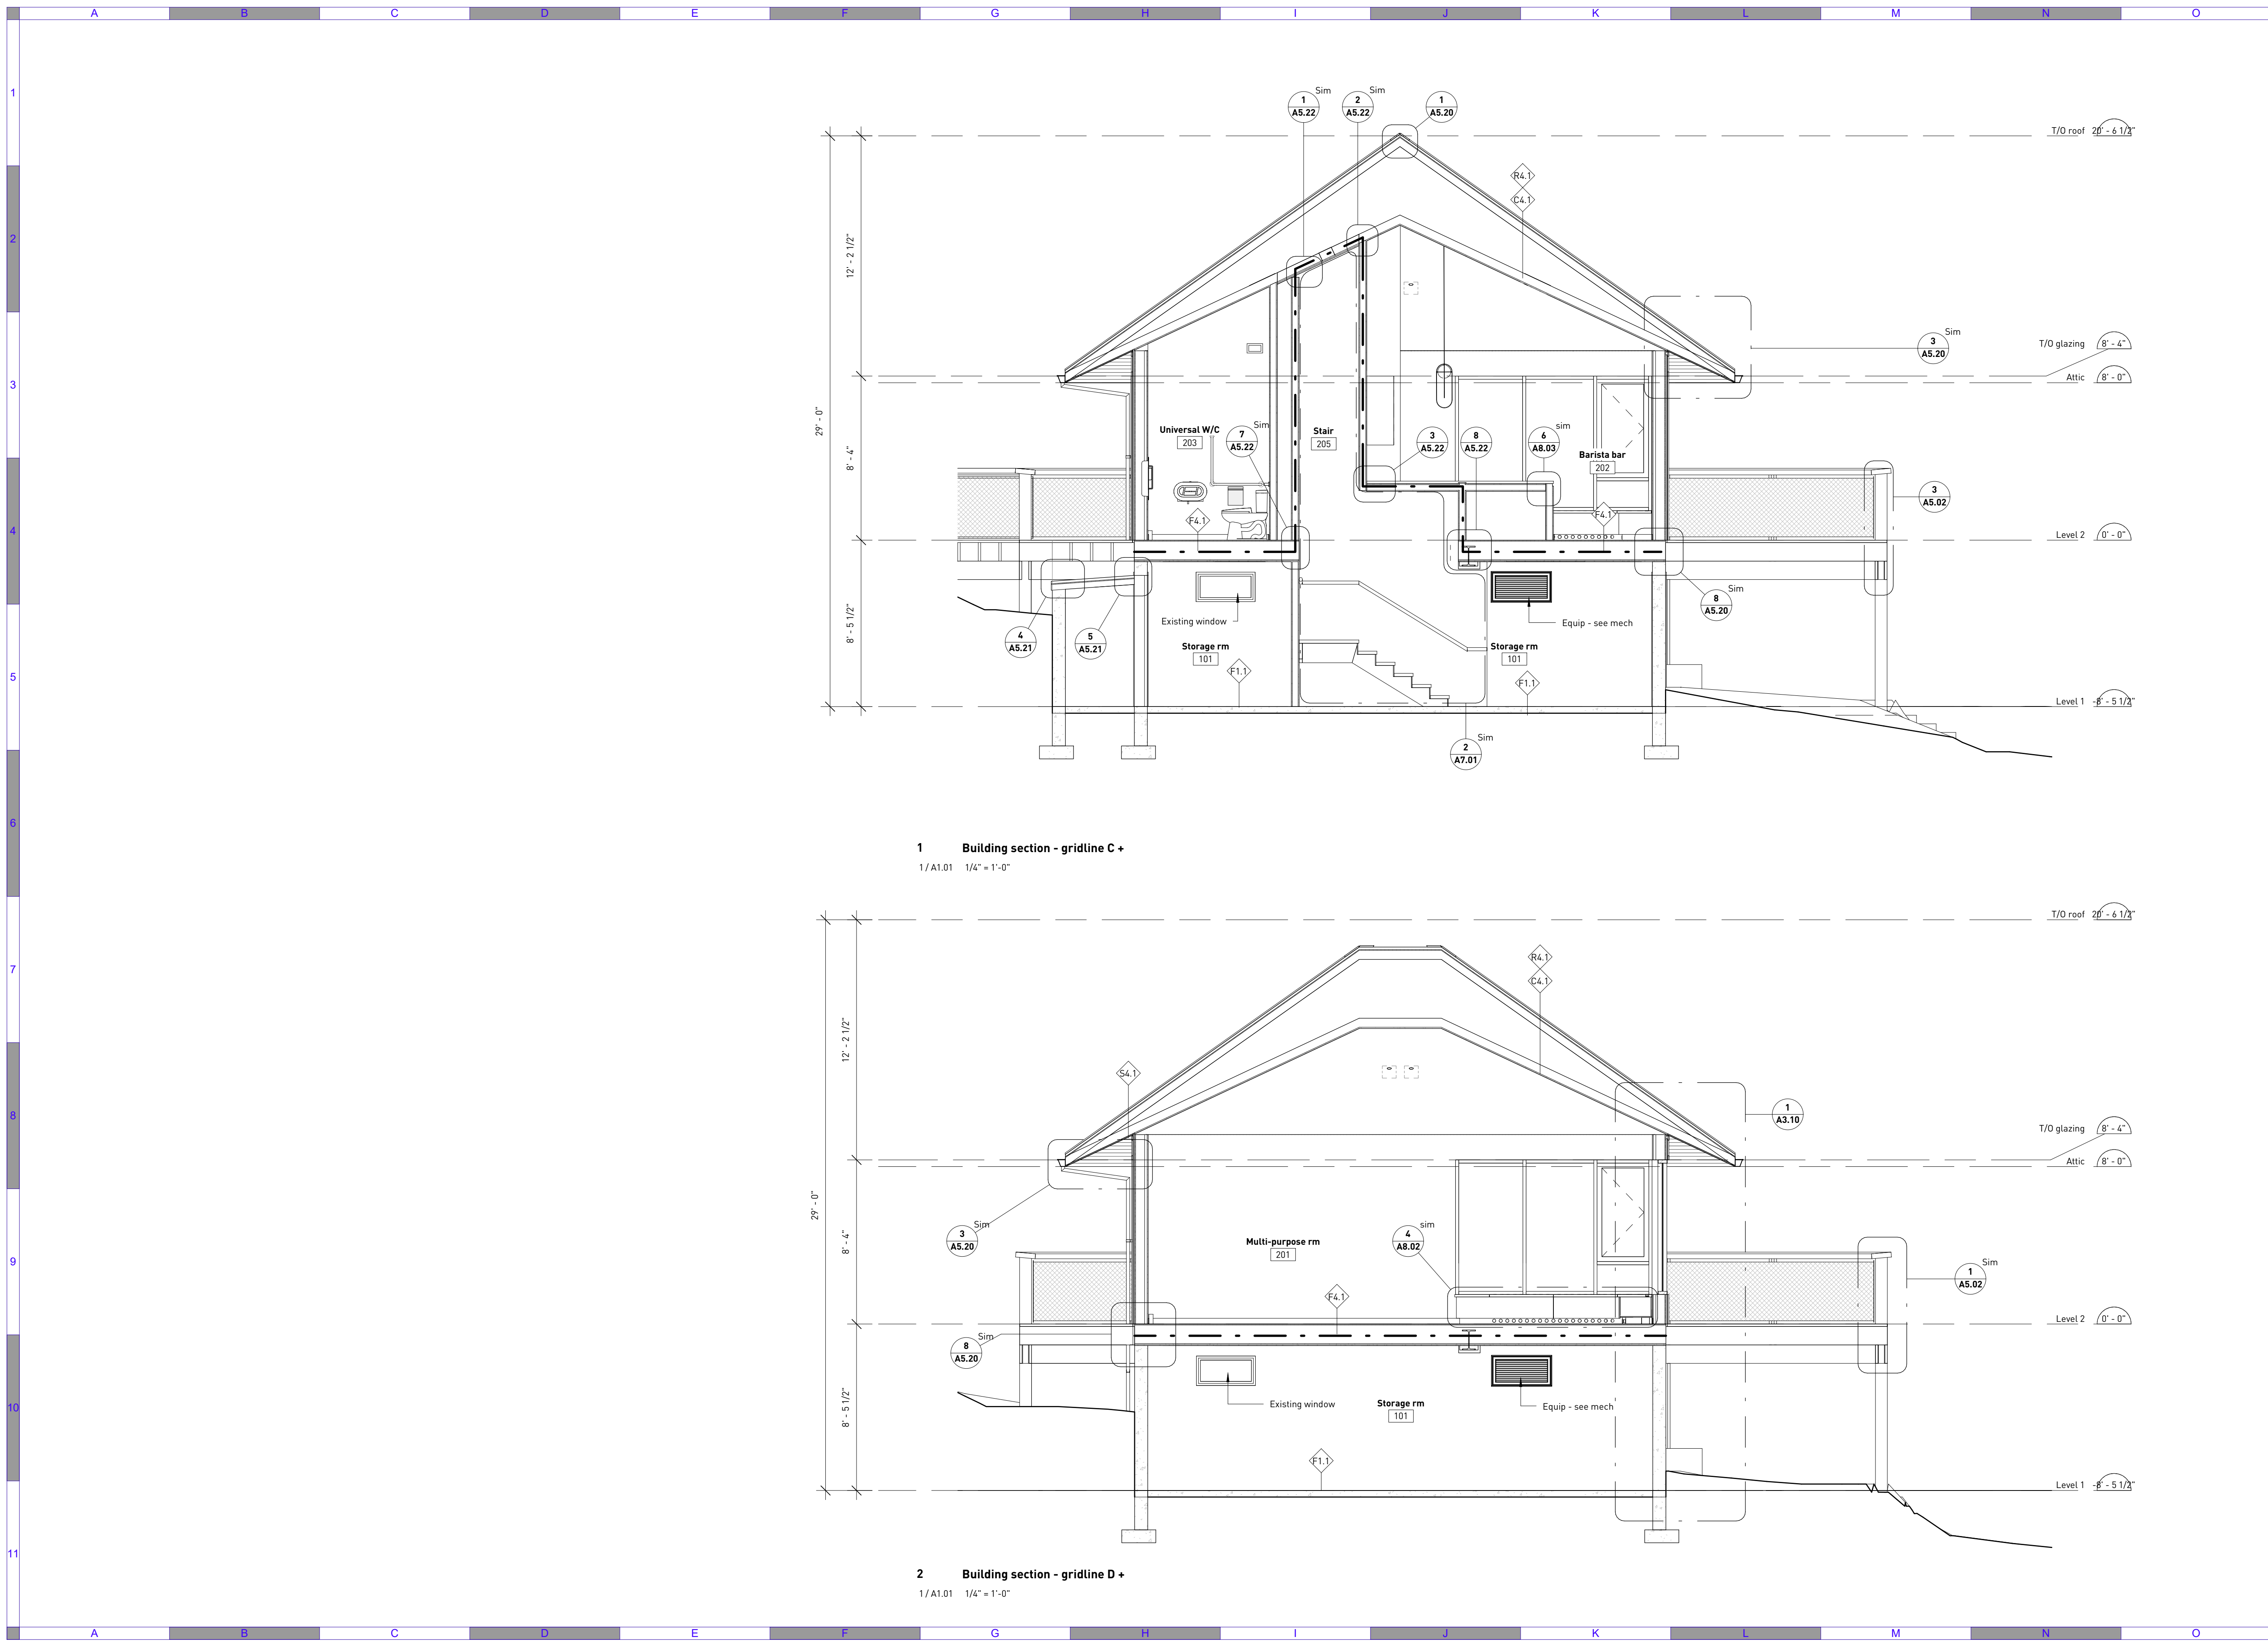 A B C D E F G H I J K L M N O
1
2
3
4
5
6
7
8
9
10
11
1
A5.22
Sim
2
A5.22
Sim
1
A5.20
T/O roof 20' - 6 1/2"
R4.1
C4.1
12' - 2 1/2"
29' - 0"
8' - 4"
8' - 5 1/2"
3
A5.20
Sim
T/O glazing 8' - 4"
Attic 8' - 0"
Universal W/C
203
7
A5.22
Sim
Stair
205
3
A5.22
8
A5.22
6
A8.03
sim
Barista bar
202
3
A5.02
F4.1
F4.1
Level 2 0' - 0"
8
A5.20
Sim
4
A5.21
5
A5.21
Existing window
Equip - see mech
Storage rm
101
Storage rm
101
F1.1
F1.1
Level 1 -8' - 5 1/2"
2
A7.01
Sim
1 Building section - gridline C +
1 / A1.01 1/4" = 1'-0"
T/O roof 20' - 6 1/2"
R4.1
C4.1
12' - 2 1/2"
29' - 0"
8' - 4"
8' - 5 1/2"
S4.1
1
A3.10
T/O glazing 8' - 4"
Attic 8' - 0"
3
A5.20
Sim
Multi-purpose rm
201
4
A8.02
sim
1
A5.02
Sim
F4.1
Level 2 0' - 0"
8
A5.20
Sim
Existing window
Storage rm
101
Equip - see mech
F1.1
Level 1 -8' - 5 1/2"
2 Building section - gridline D +
1 / A1.01 1/4" = 1'-0"
A B C D E F G H I J K L M N O